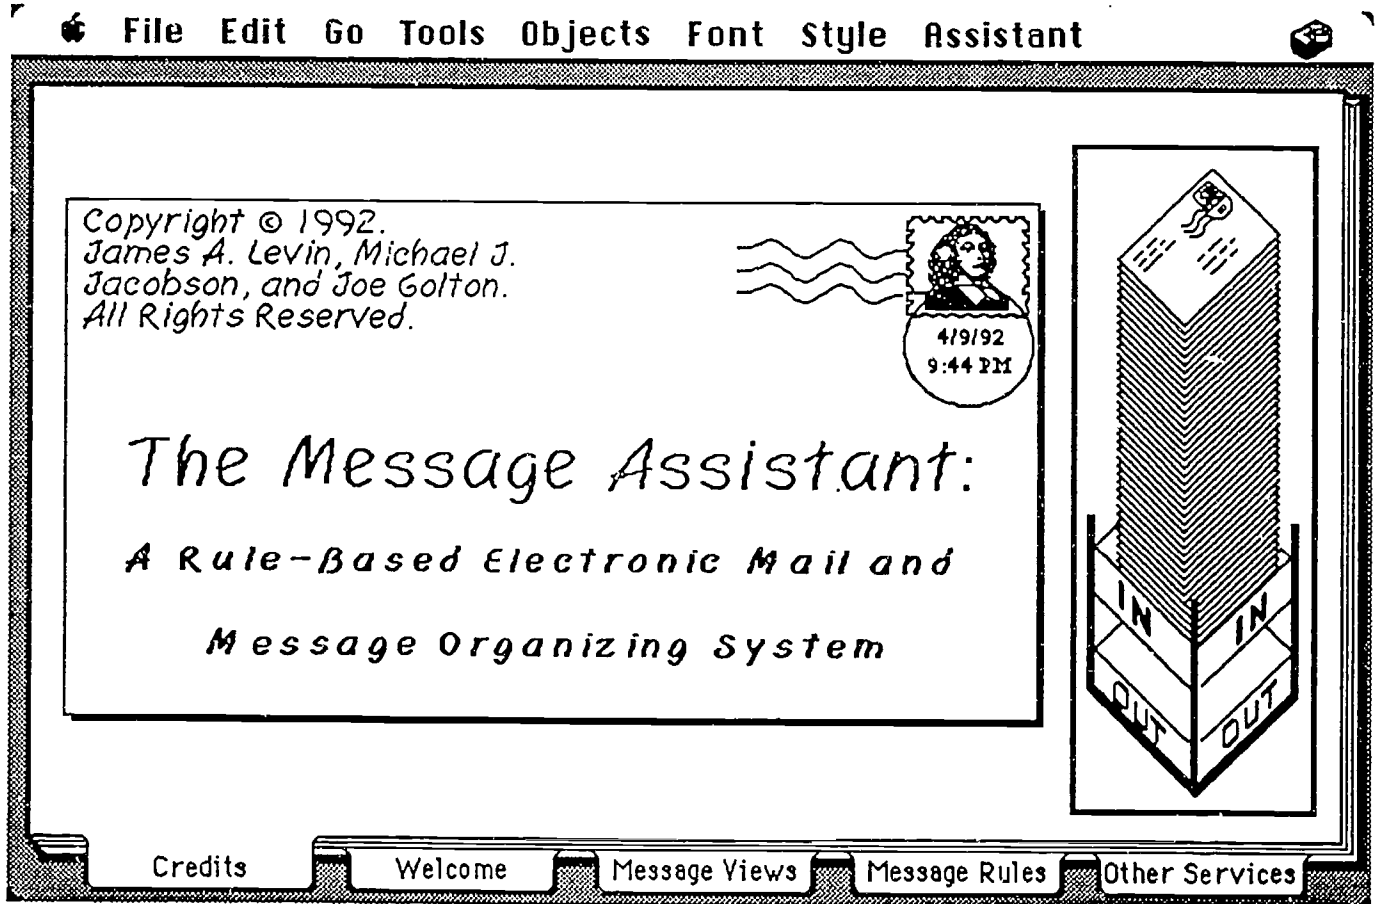 File Edit Go Tools Objects Font Style Assistant
Copyright © 1992.
James A. Levin, Michael J.
Jacobson, and Joe Golton.
All Rights Reserved.
4/9/92
9:44 PM
The Message Assistant:
A Rule-Based Electronic Mail and
Message Organizing System
IN IN
OUT OUT
Credits Welcome Message Views Message Rules Other Services